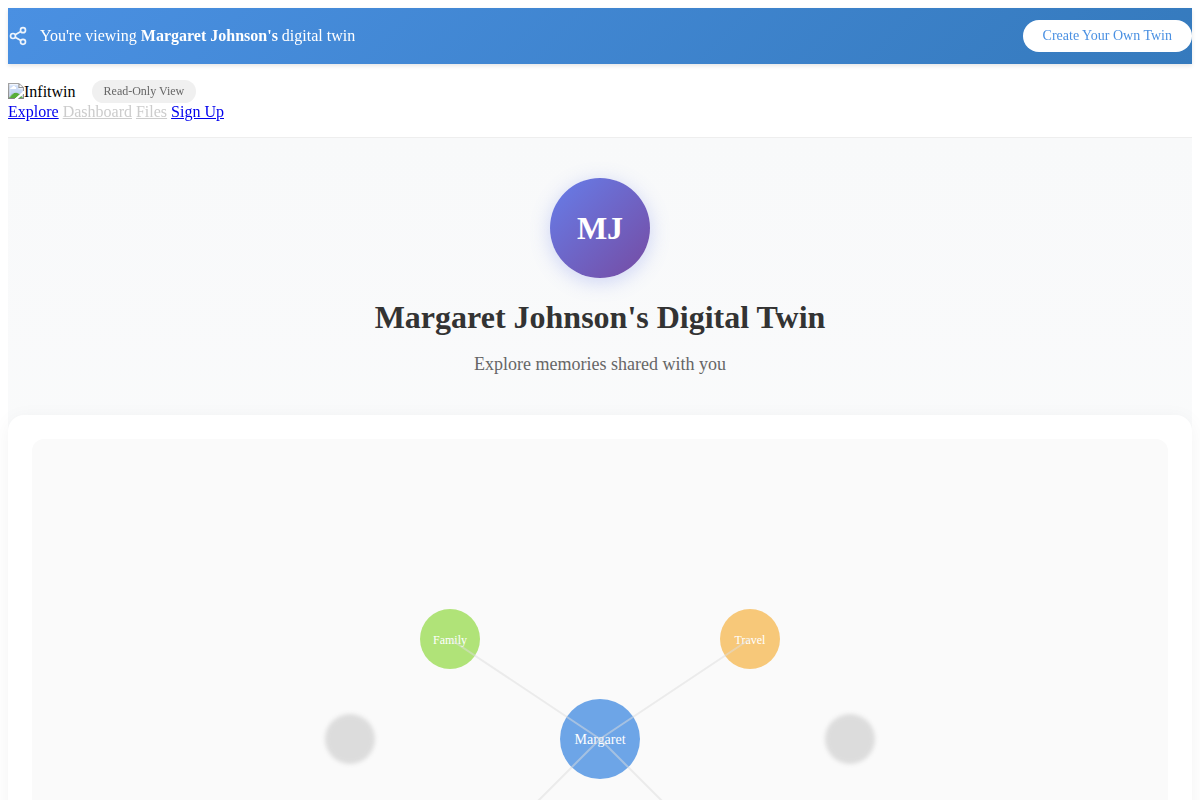 You're viewing Margaret Johnson's digital twin
Create Your Own Twin
Infitwin
Read-Only View
Explore Dashboard Files Sign Up
MJ
Margaret Johnson's Digital Twin
Explore memories shared with you
Family
Travel
Margaret